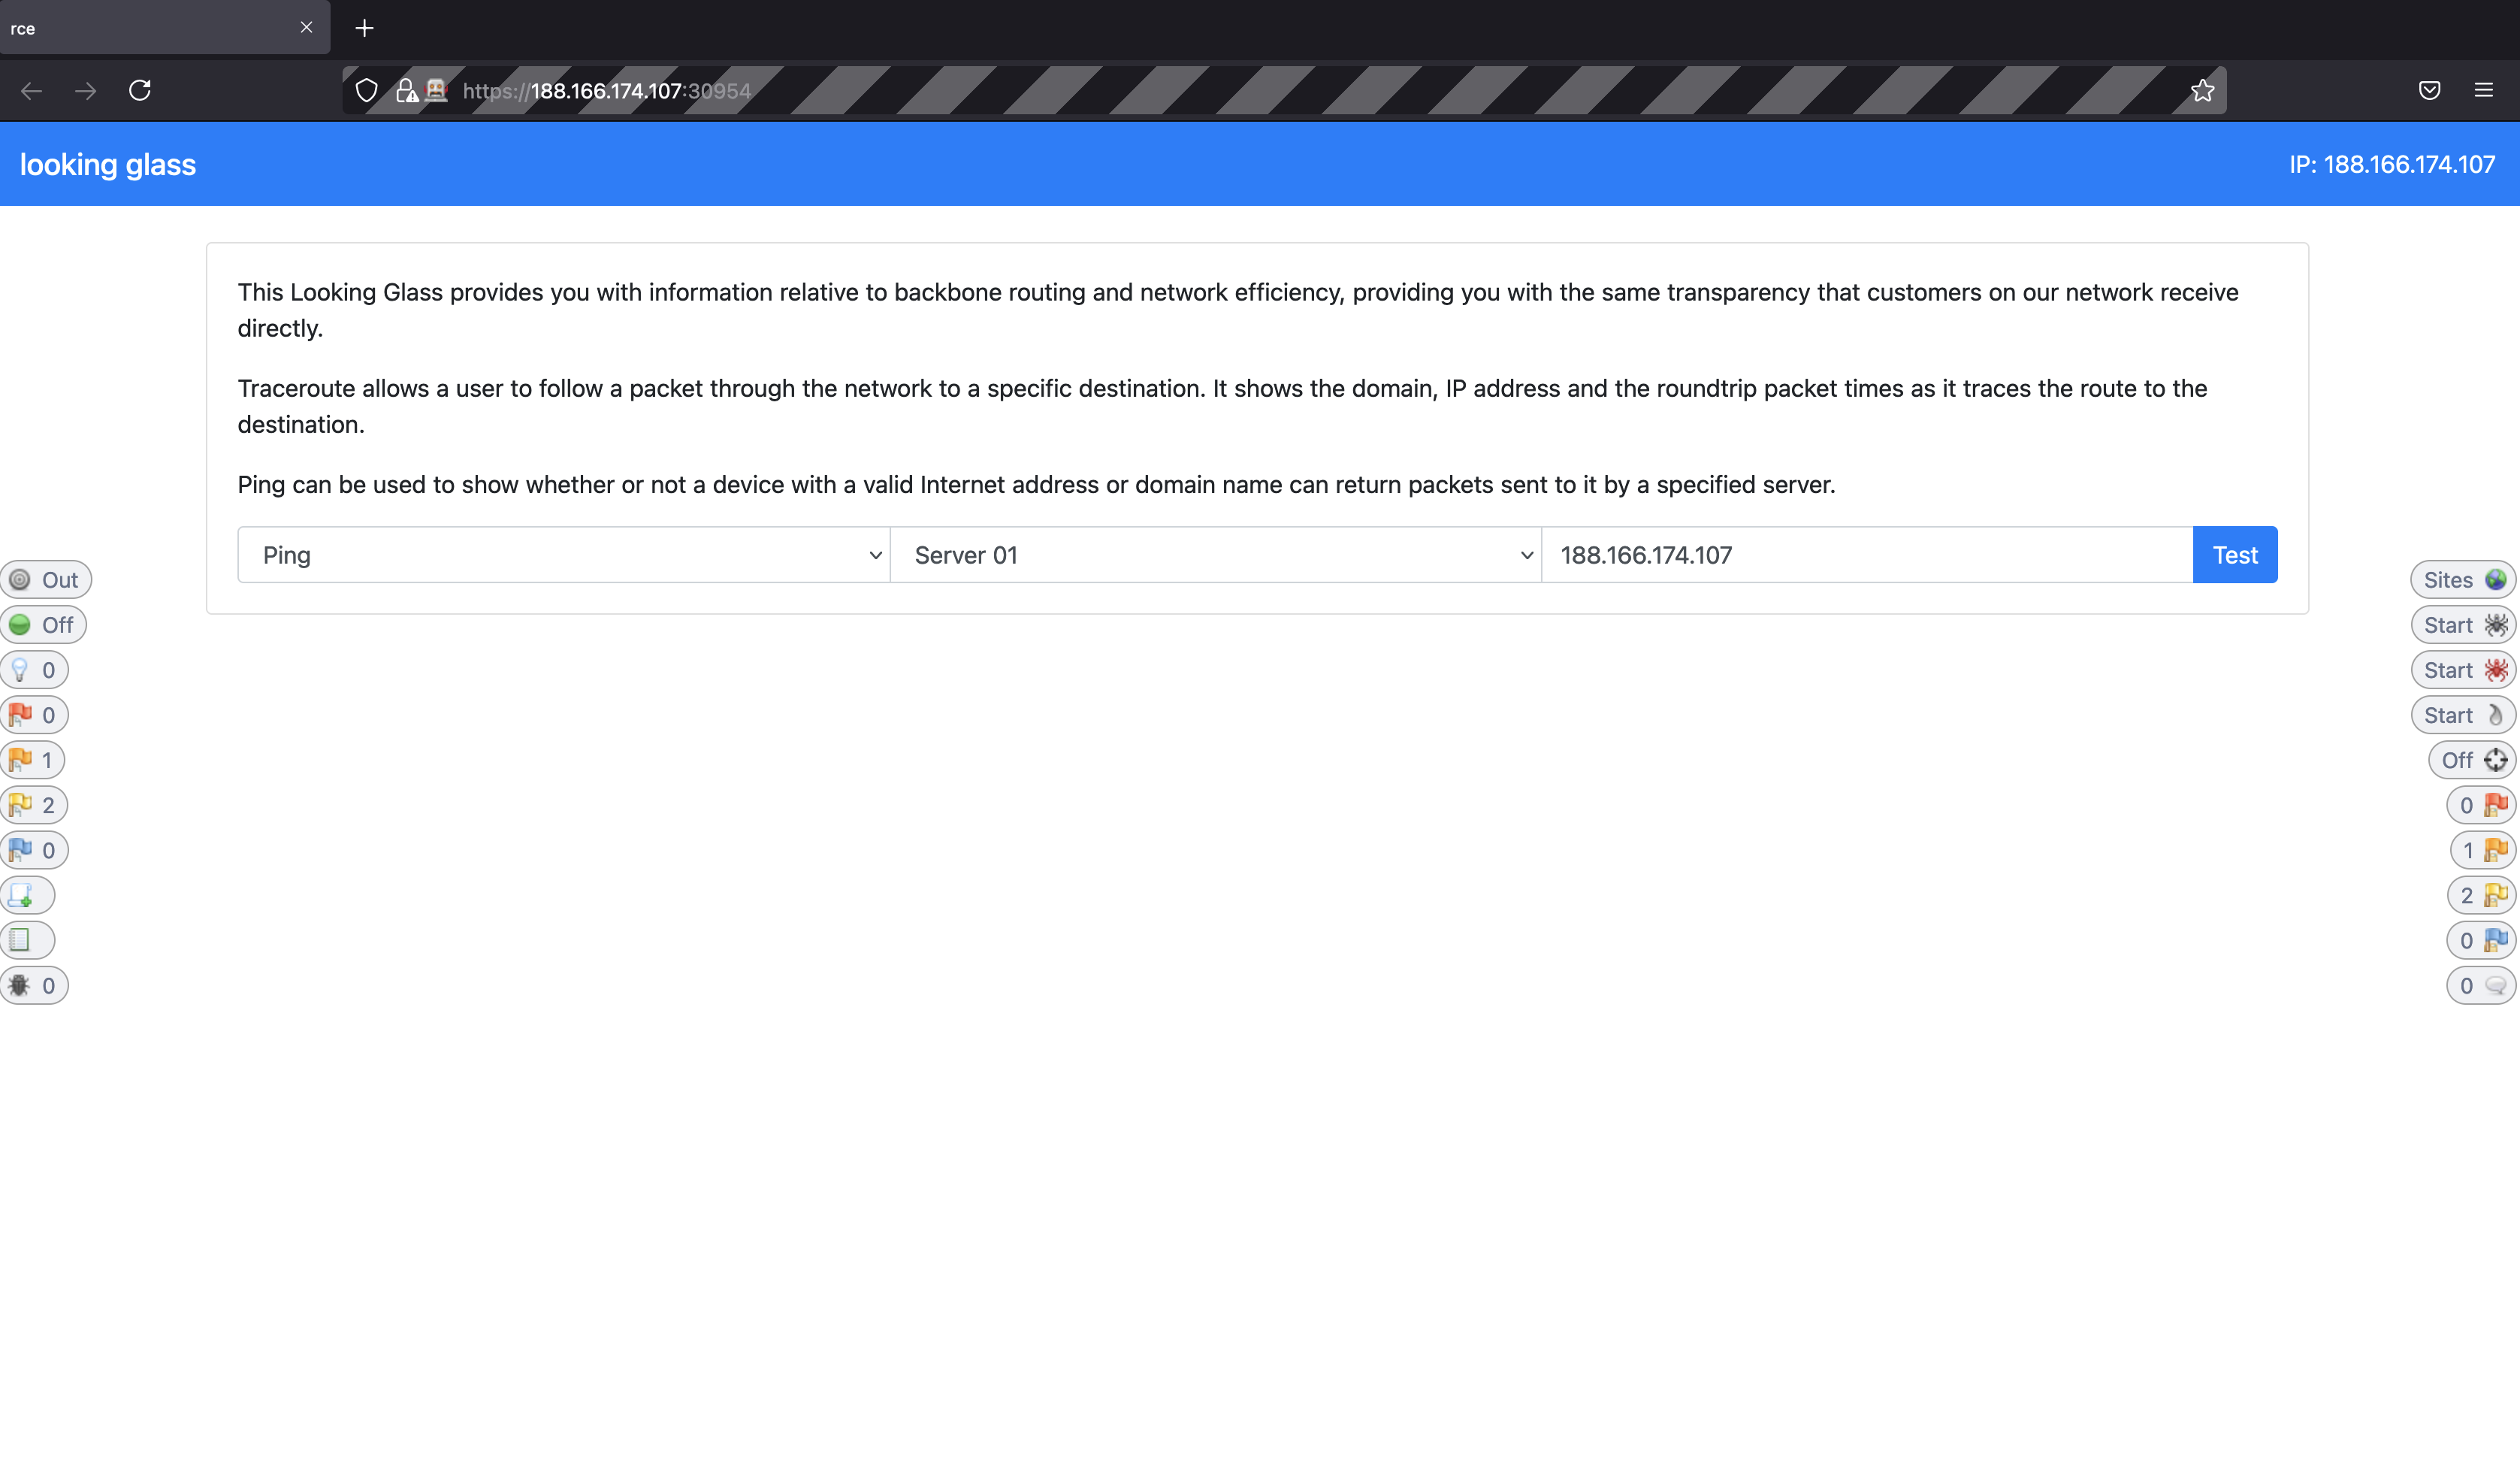 rce
https://188.166.174.107:30954
looking glass
IP: 188.166.174.107
This Looking Glass provides you with information relative to backbone routing and network efficiency, providing you with the same transparency that customers on our network receive
directly.
Traceroute allows a user to follow a packet through the network to a specific destination. It shows the domain, IP address and the roundtrip packet times as it traces the route to the
destination.
Ping can be used to show whether or not a device with a valid Internet address or domain name can return packets sent to it by a specified server.
Ping Server 01 188.166.174.107 Test
Out
Off
0
0
1
2
0
0
Sites
Start
Start
Start
Off
0
1
2
0
0